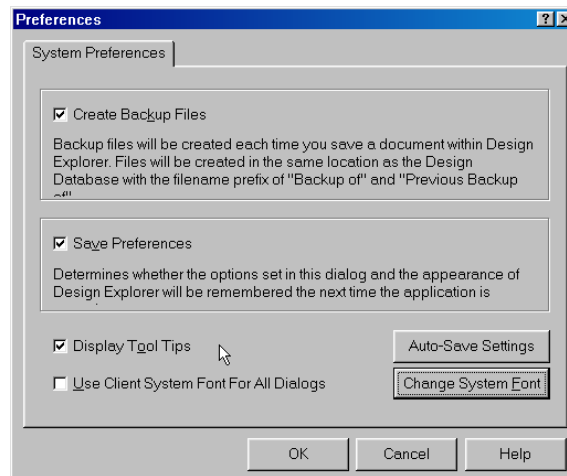 Preferences
System Preferences
Create Backup Files
Backup files will be created each time you save a document within Design
Explorer. Files will be created in the same location as the Design
Database with the filename prefix of "Backup of" and "Previous Backup
of"
Save Preferences
Determines whether the options set in this dialog and the appearance of
Design Explorer will be remembered the next time the application is
Display Tool Tips
Auto-Save Settings
Use Client System Font For All Dialogs
Change System Font
OK
Cancel
Help